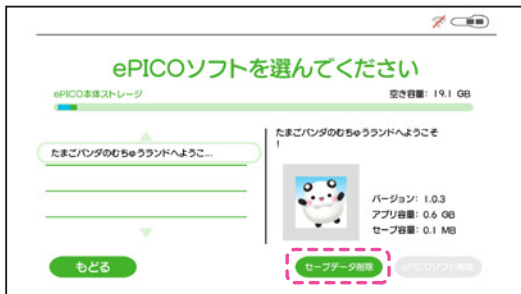 ePICOソフトを選んでください
ePICO本体ストレージ
空き容量: 19.1 GB
たまごパンダのむちゅうランドへようこ...
たまごパンダのむちゅうランドへようこそ
!
バージョン: 1.0.3
アプリ容量: 0.6 GB
セーブ容量: 0.1 MB
もどる
セーブデータ削除
ePICOソフト削除